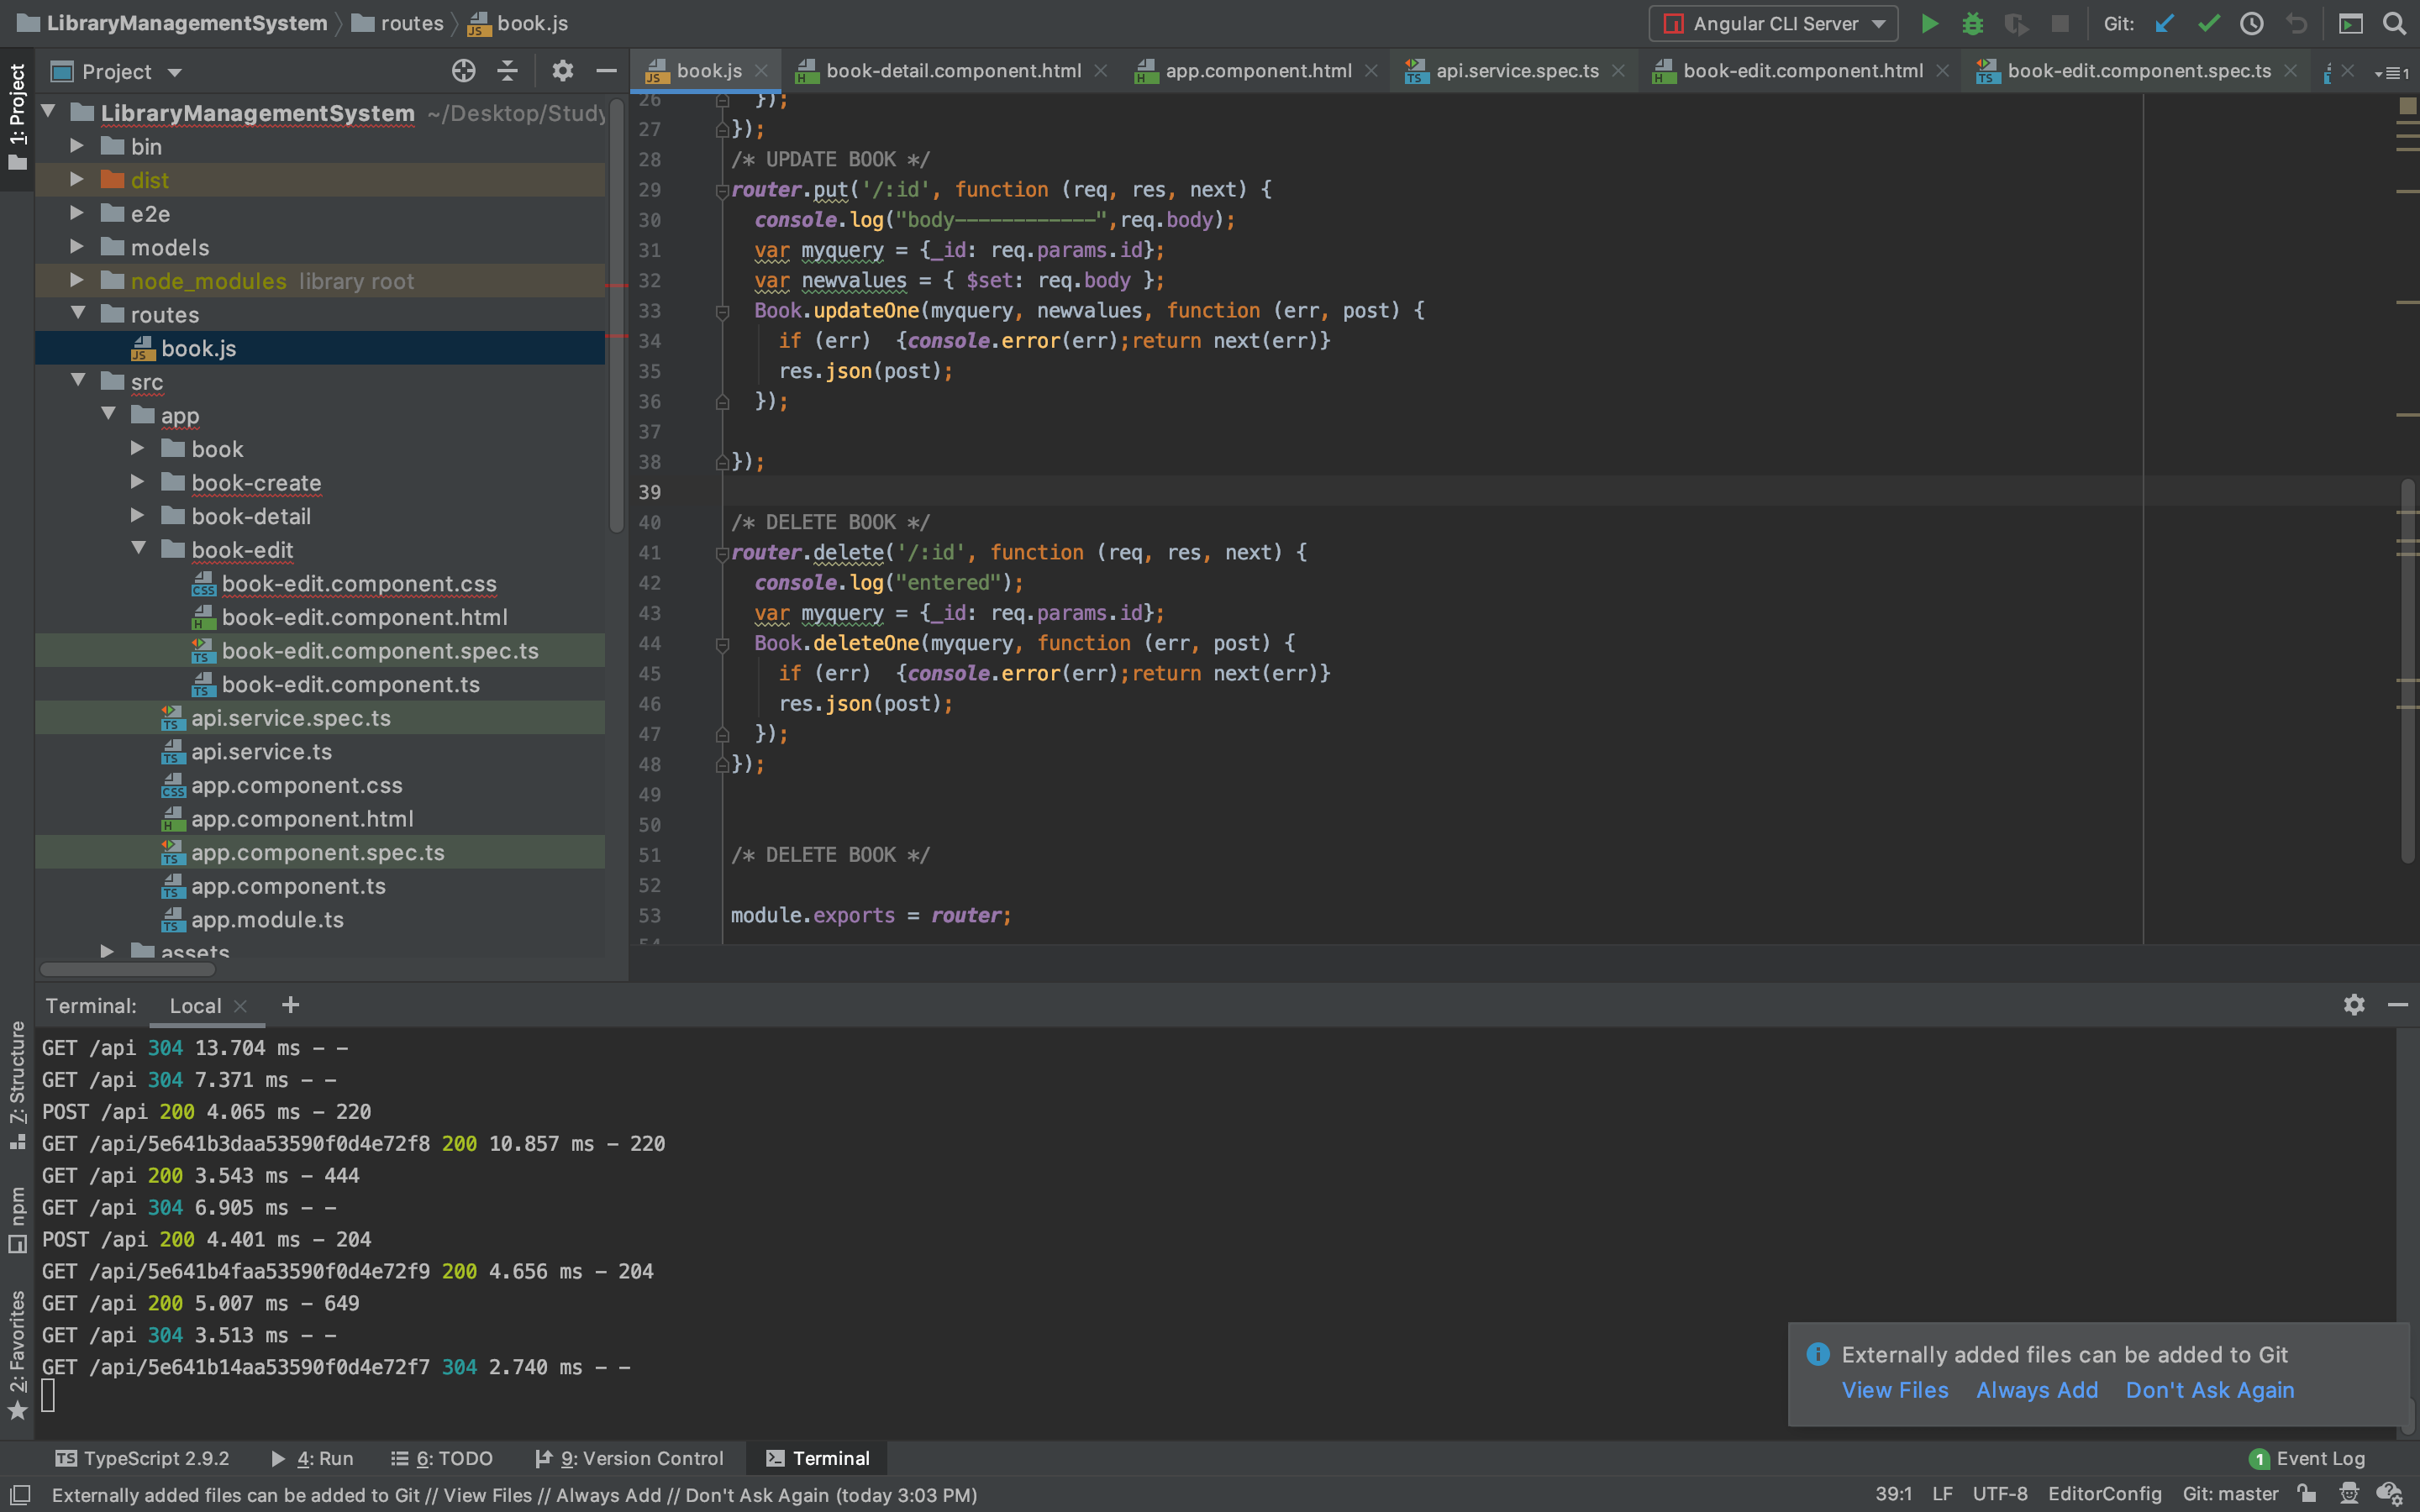 LibraryManagementSystem routes book.js
Angular CLI Server Git:
1: Project
Project
book.js book-detail.component.html app.component.html api.service.spec.ts book-edit.component.html book-edit.component.spec.ts 1
LibraryManagementSystem ~/Desktop/Study
bin
dist
e2e
models
node_modules library root
routes
book.js
src
app
book
book-create
book-detail
book-edit
book-edit.component.css
book-edit.component.html
book-edit.component.spec.ts
book-edit.component.ts
api.service.spec.ts
api.service.ts
app.component.css
app.component.html
app.component.spec.ts
app.component.ts
app.module.ts
assets
26 });
27 });
28 /* UPDATE BOOK */
29 router.put('/:id', function (req, res, next) {
30 console.log("body------------",req.body);
31 var myquery = {_id: req.params.id};
32 var newvalues = { $set: req.body };
33 Book.updateOne(myquery, newvalues, function (err, post) {
34 if (err)  {console.error(err);return next(err)}
35 res.json(post);
36 });
37
38 });
39
40 /* DELETE BOOK */
41 router.delete('/:id', function (req, res, next) {
42 console.log("entered");
43 var myquery = {_id: req.params.id};
44 Book.deleteOne(myquery, function (err, post) {
45 if (err)  {console.error(err);return next(err)}
46 res.json(post);
47 });
48 });
49
50
51 /* DELETE BOOK */
52
53 module.exports = router;
54
Terminal: Local +
GET /api 304 13.704 ms - -
GET /api 304 7.371 ms - -
POST /api 200 4.065 ms - 220
GET /api/5e641b3daa53590f0d4e72f8 200 10.857 ms - 220
GET /api 200 3.543 ms - 444
GET /api 304 6.905 ms - -
POST /api 200 4.401 ms - 204
GET /api/5e641b4faa53590f0d4e72f9 200 4.656 ms - 204
GET /api 200 5.007 ms - 649
GET /api 304 3.513 ms - -
GET /api/5e641b14aa53590f0d4e72f7 304 2.740 ms - -
Z: Structure
npm
2: Favorites
Externally added files can be added to Git
View Files Always Add Don't Ask Again
TypeScript 2.9.2 4: Run 6: TODO 9: Version Control Terminal 1 Event Log
Externally added files can be added to Git // View Files // Always Add // Don't Ask Again (today 3:03 PM) 39:1 LF UTF-8 EditorConfig Git: master